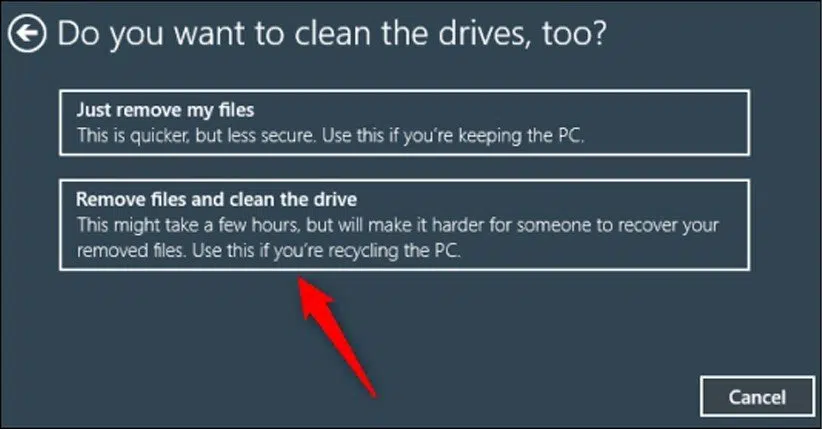 Do you want to clean the drives, too?
Just remove my files
This is quicker, but less secure. Use this if you're keeping the PC.
Remove files and clean the drive
This might take a few hours, but will make it harder for someone to recover your
removed files. Use this if you're recycling the PC.
Cancel